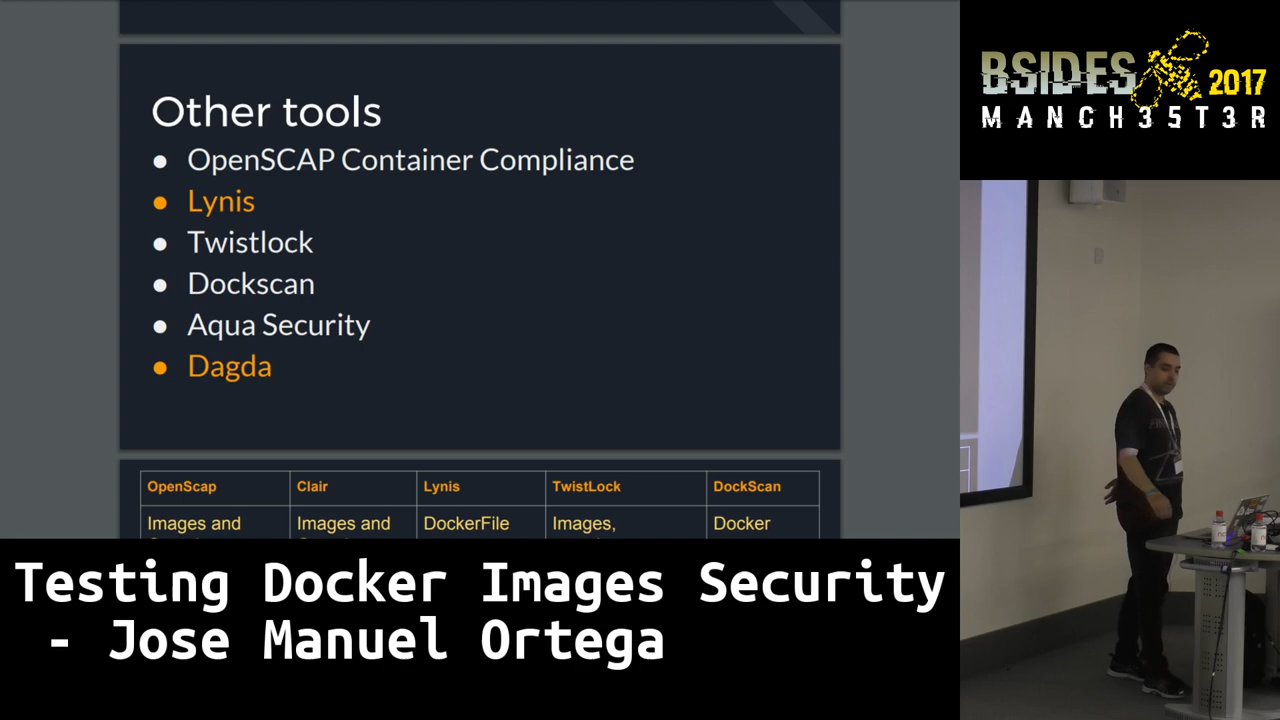 Other tools
OpenSCAP Container Compliance
Lynis
Twistlock
Dockscan
Aqua Security
Dagda
OpenScap Clair Lynis TwistLock DockScan
Images and Images and DockerFile Images, Docker
BSIDES 2017
MANCH35T3R
Testing Docker Images Security
- Jose Manuel Ortega